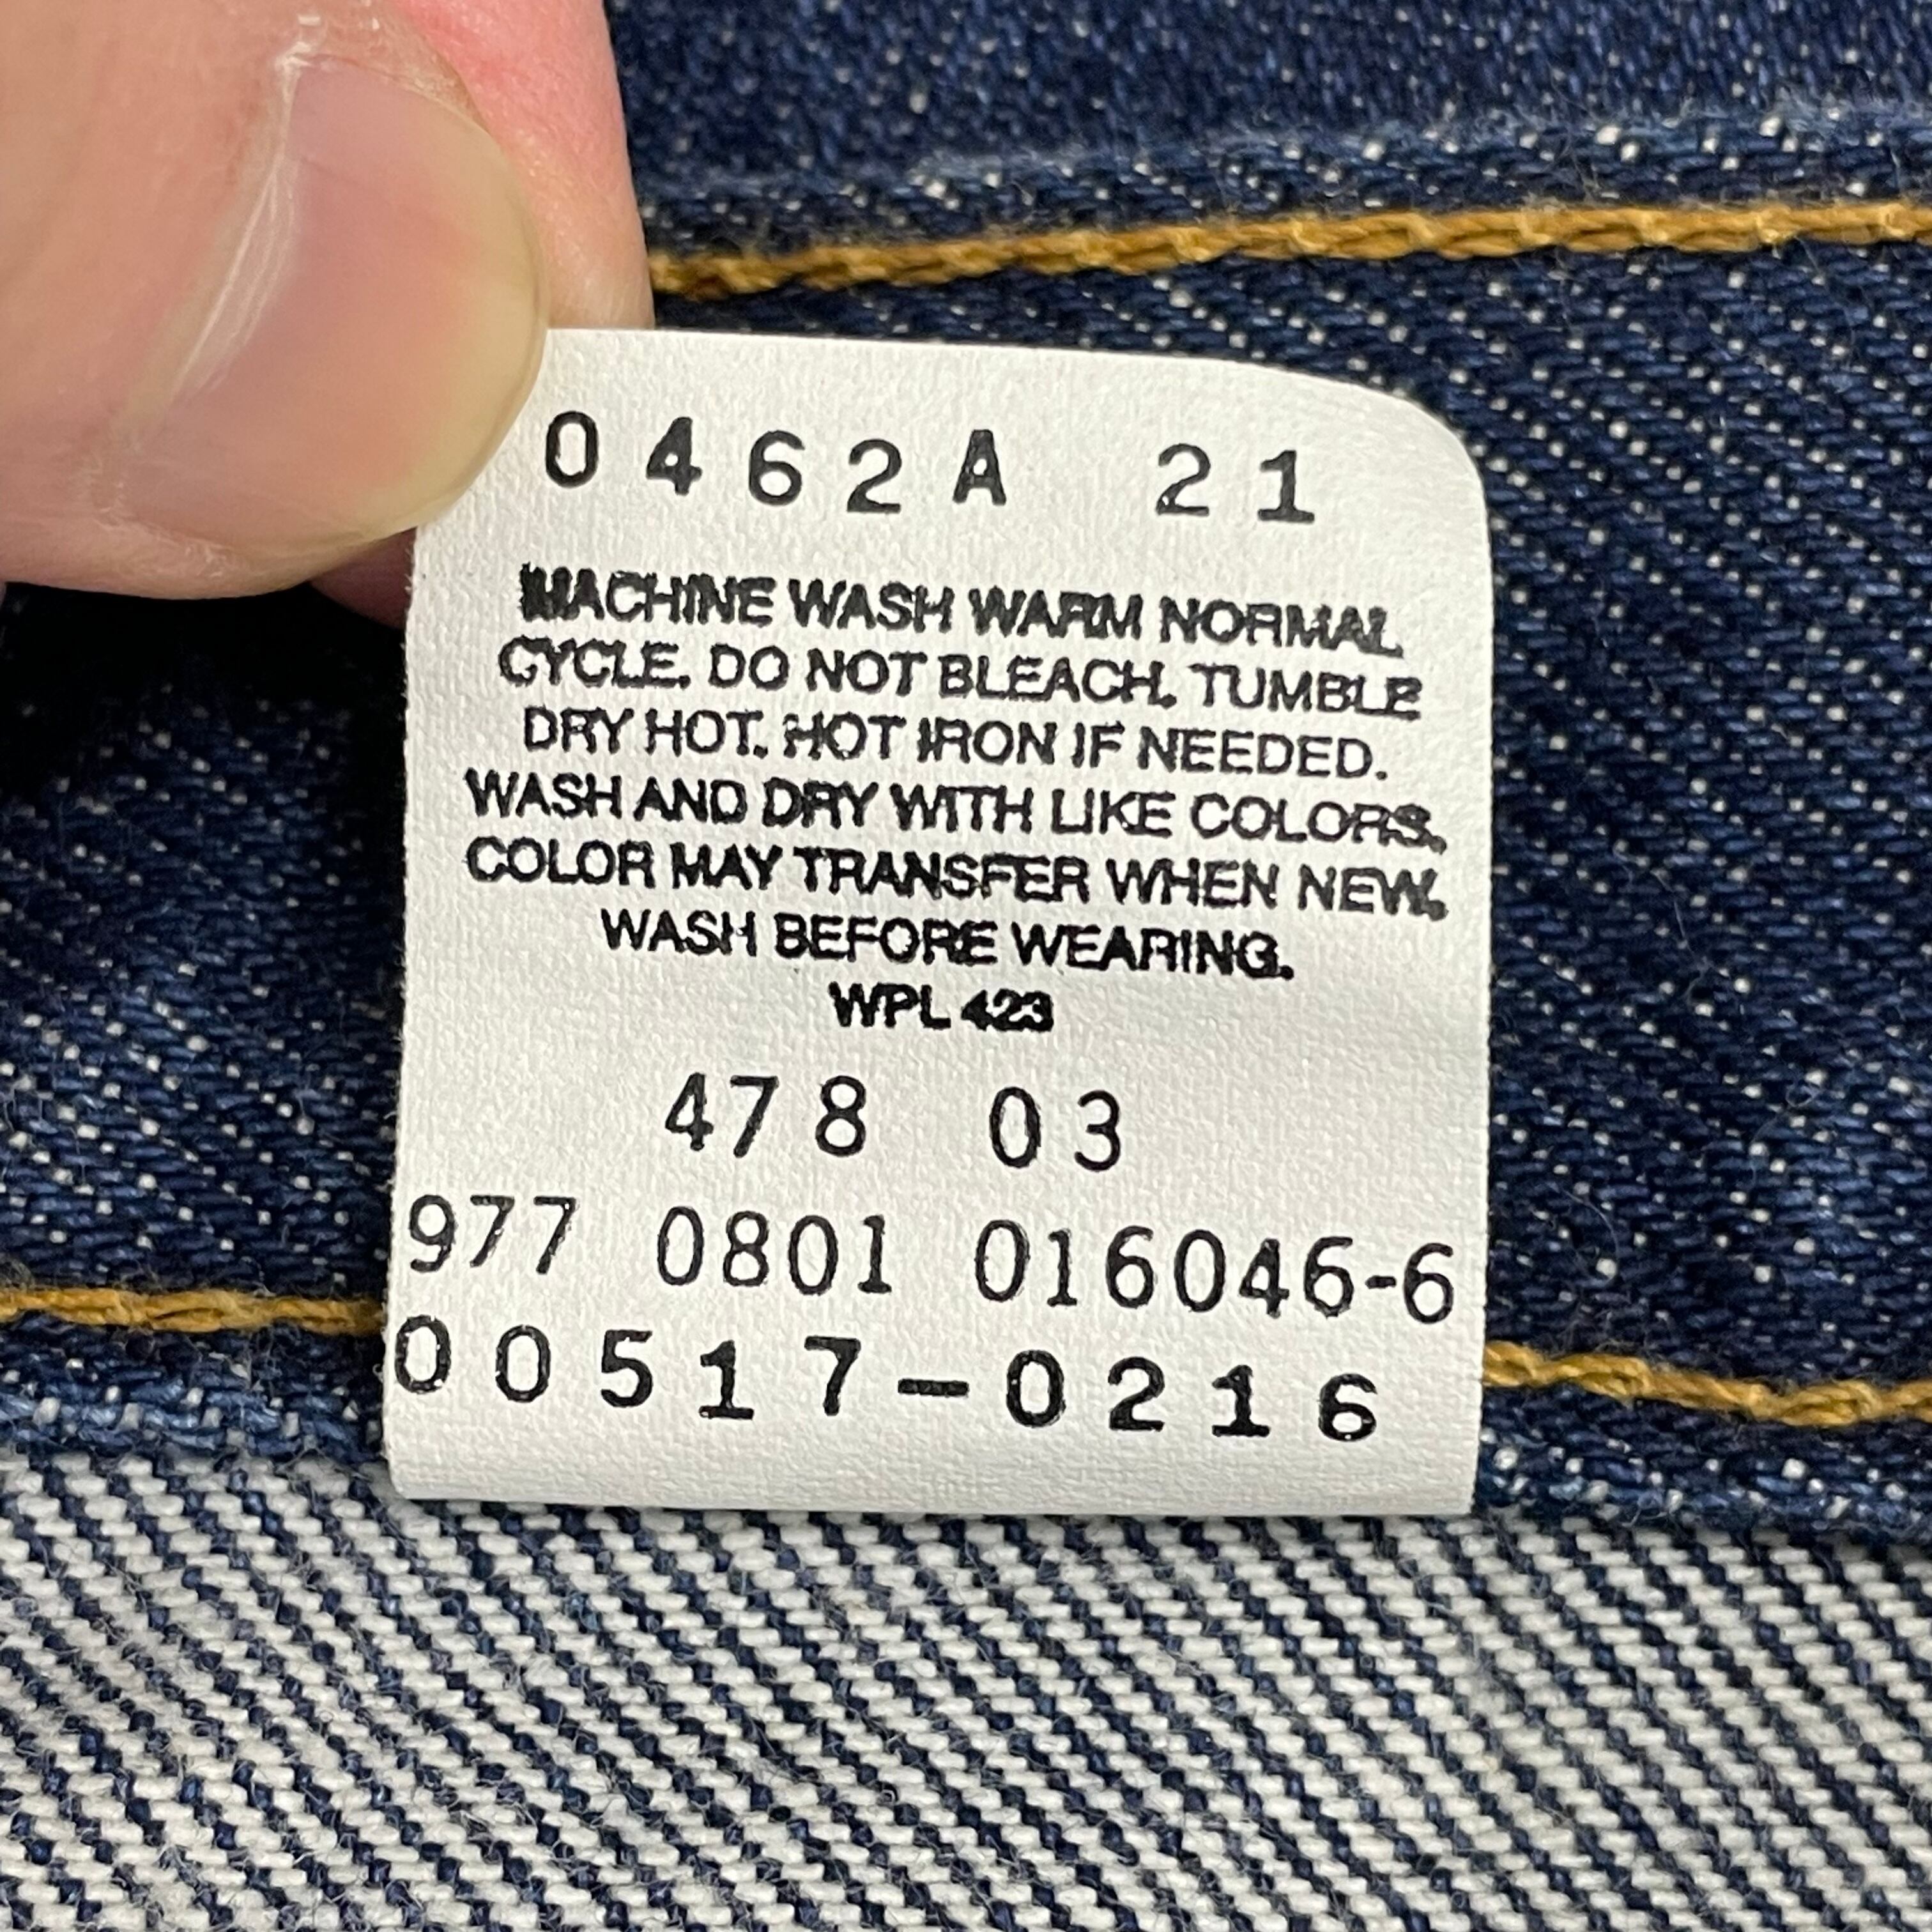 0462A 21
MACHINE WASH WARM NORMAL
CYCLE. DO NOT BLEACH. TUMBLE
DRY HOT. HOT IRON IF NEEDED.
WASH AND DRY WITH LIKE COLORS.
COLOR MAY TRANSFER WHEN NEW.
WASH BEFORE WEARING.
WPL 423
478 03
977 0801 016046-6
00517-0216